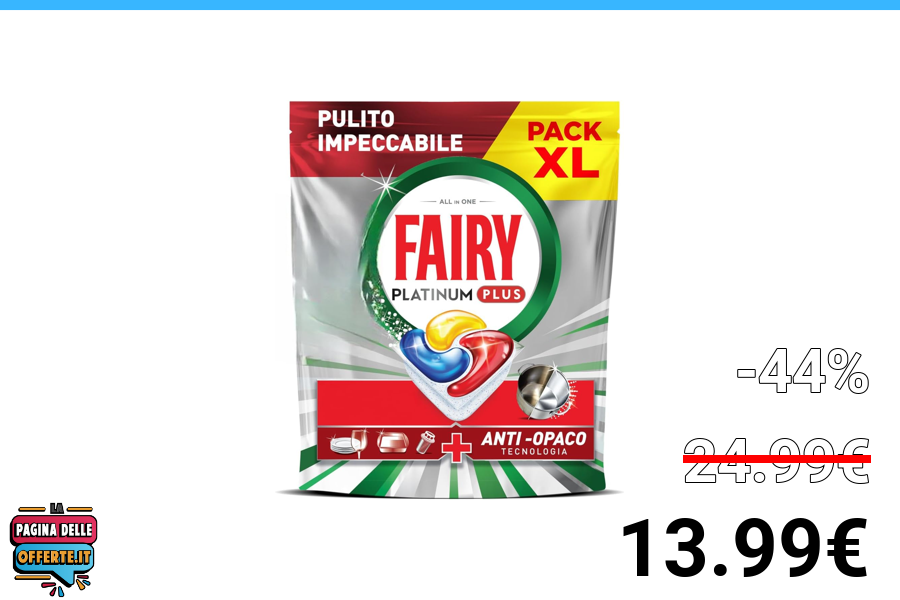 PULITO
IMPECCABILE
PACK
XL
ALL IN ONE
FAIRY
PLATINUM PLUS
ANTI-OPACO
TECNOLOGIA
-44%
24.99€
13.99€
LA
PAGINA DELLE
OFFERTE.IT